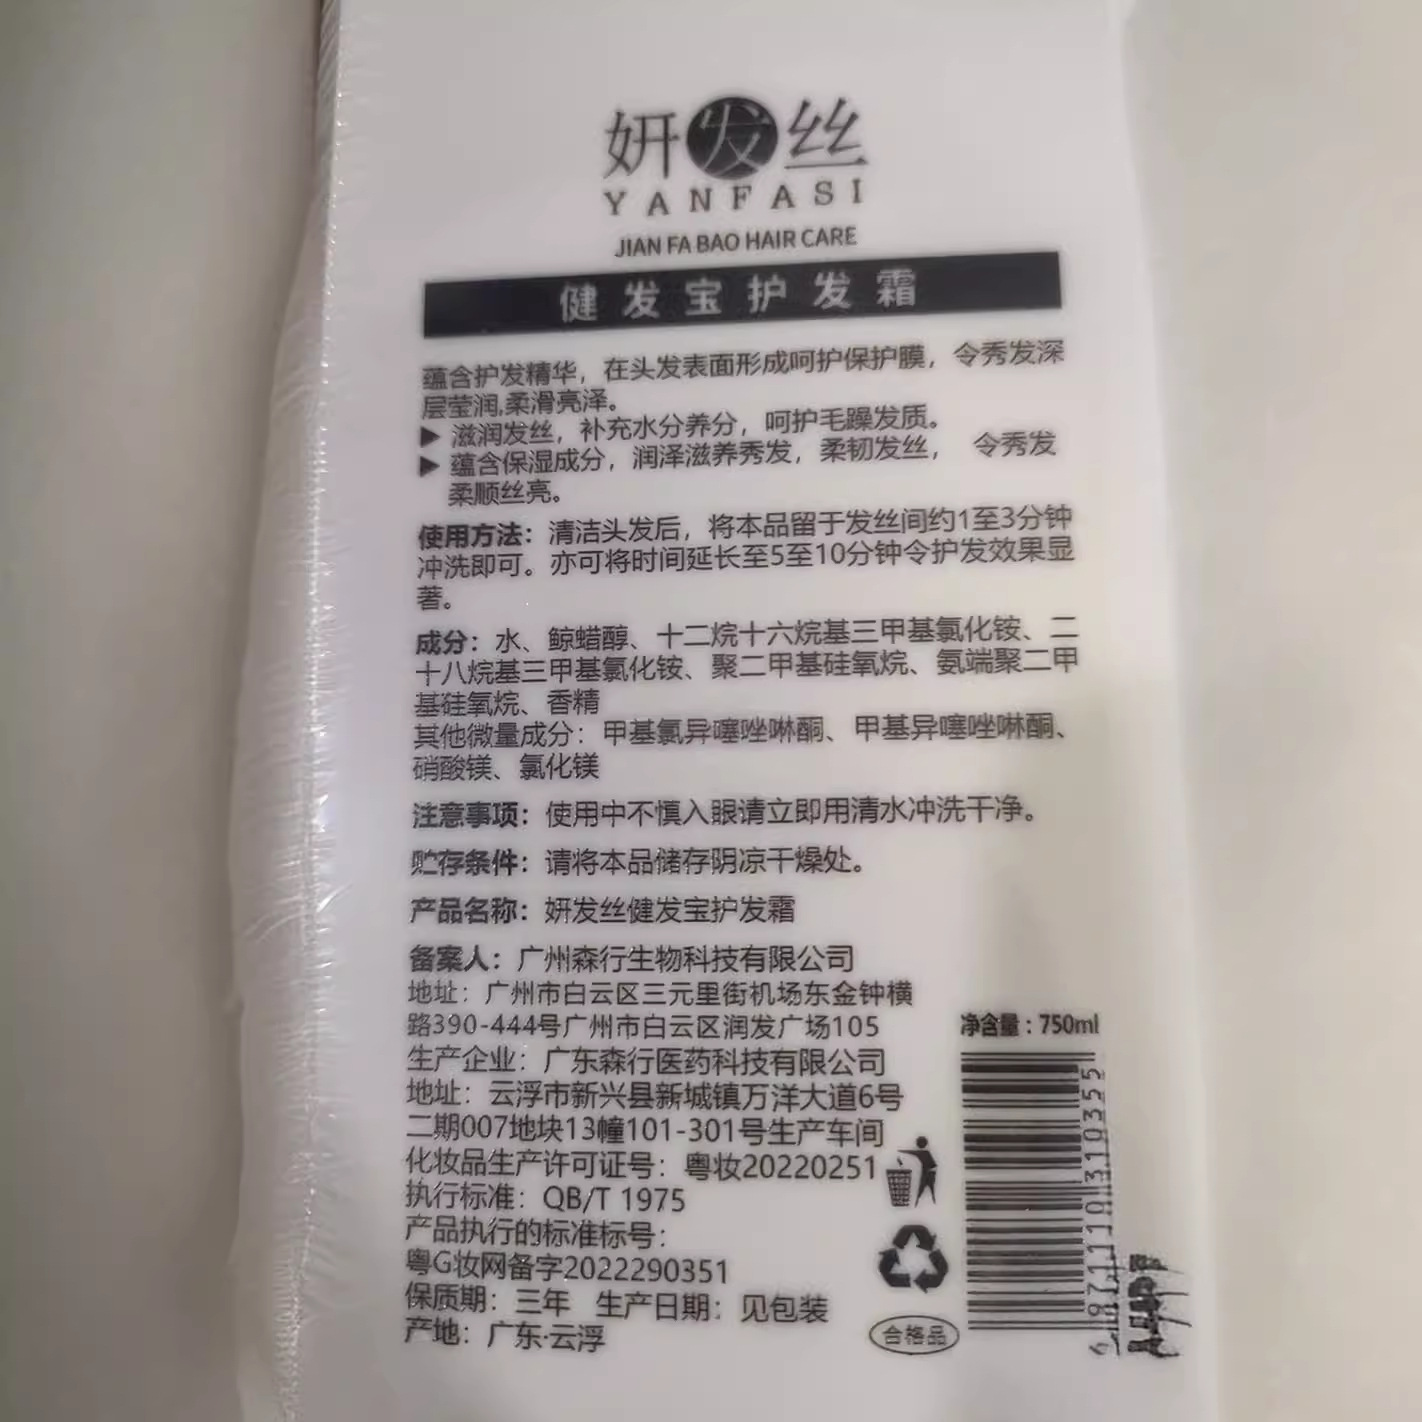 妍发丝
YANFASI
JIAN FA BAO HAIR CARE
健发宝护发霜
蕴含护发精华，在头发表面形成呵护保护膜，令秀发深
层莹润,柔滑亮泽。
▶ 滋润发丝，补充水分养分，呵护毛躁发质。
▶ 蕴含保湿成分，润泽滋养秀发，柔韧发丝， 令秀发
柔顺丝亮。
使用方法：清洁头发后，将本品留于发丝间约1至3分钟
冲洗即可。亦可将时间延长至5至10分钟令护发效果显
著。
成分：水、鲸蜡醇、十二烷十六烷基三甲基氯化铵、二
十八烷基三甲基氯化铵、聚二甲基硅氧烷、氨端聚二甲
基硅氧烷、香精
其他微量成分：甲基氯异噻唑啉酮、甲基异噻唑啉酮、
硝酸镁、氯化镁
注意事项：使用中不慎入眼请立即用清水冲洗干净。
贮存条件：请将本品储存阴凉干燥处。
产品名称：妍发丝健发宝护发霜
备案人：广州森行生物科技有限公司
地址：广州市白云区三元里街机场东金钟横
路390-444号广州市白云区润发广场105
生产企业：广东森行医药科技有限公司
地址：云浮市新兴县新城镇万洋大道6号
二期007地块13幢101-301号生产车间
化妆品生产许可证号：粤妆20220251
执行标准：QB/T 1975
产品执行的标准标号：
粤G妆网备字2022290351
保质期：三年 生产日期：见包装
产地：广东·云浮
净含量：750ml
合格品
6971110310355